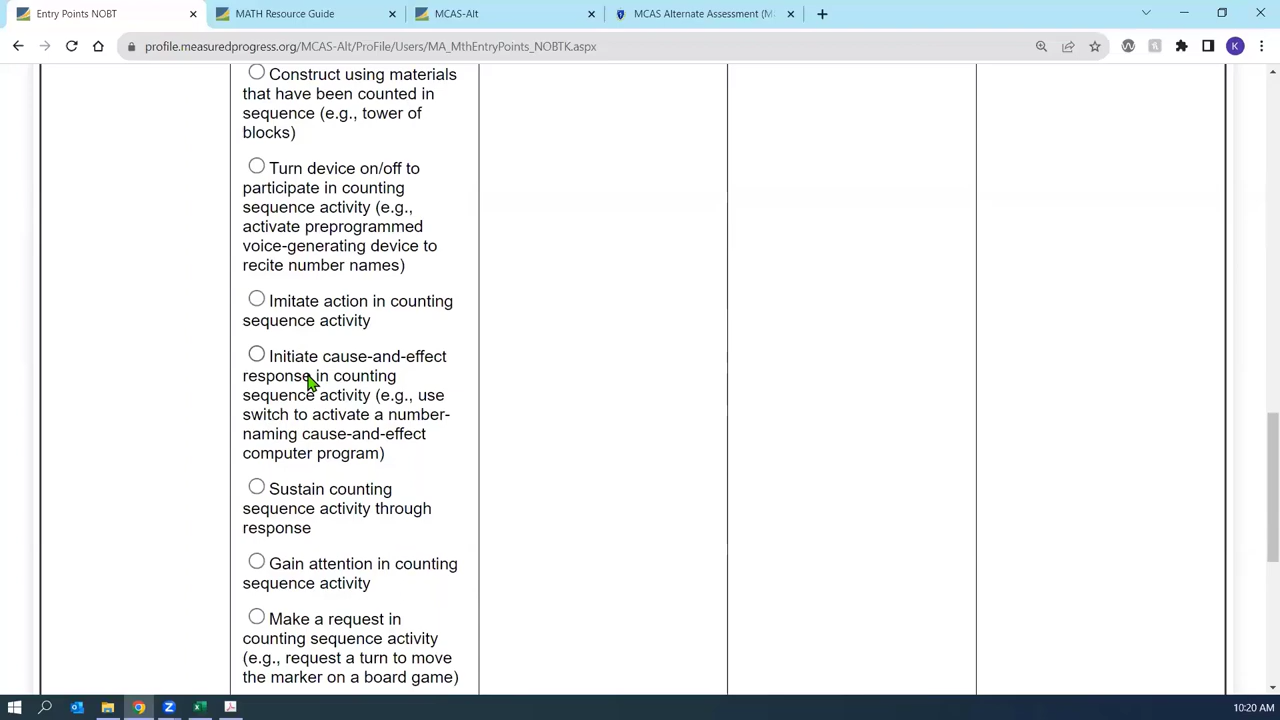 Entry Points NOBT
MATH Resource Guide
MCAS-Alt
MCAS Alternate Assessment (M
profile.measuredprogress.org/MCAS-Alt/ProFile/Users/MA_MthEntryPoints_NOBTK.aspx
K
Construct using materials
that have been counted in
sequence (e.g., tower of
blocks)
Turn device on/off to
participate in counting
sequence activity (e.g.,
activate preprogrammed
voice-generating device to
recite number names)
Imitate action in counting
sequence activity
Initiate cause-and-effect
response in counting
sequence activity (e.g., use
switch to activate a number-
naming cause-and-effect
computer program)
Sustain counting
sequence activity through
response
Gain attention in counting
sequence activity
Make a request in
counting sequence activity
(e.g., request a turn to move
the marker on a board game)
10:20 AM